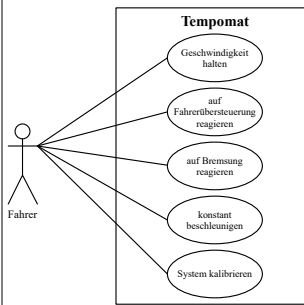 Tempomat
Geschwindigkeit
halten
auf
Fahrerübersteuerung
reagieren
auf Bremsung
reagieren
Fahrer
konstant
beschleunigen
System kalibrieren